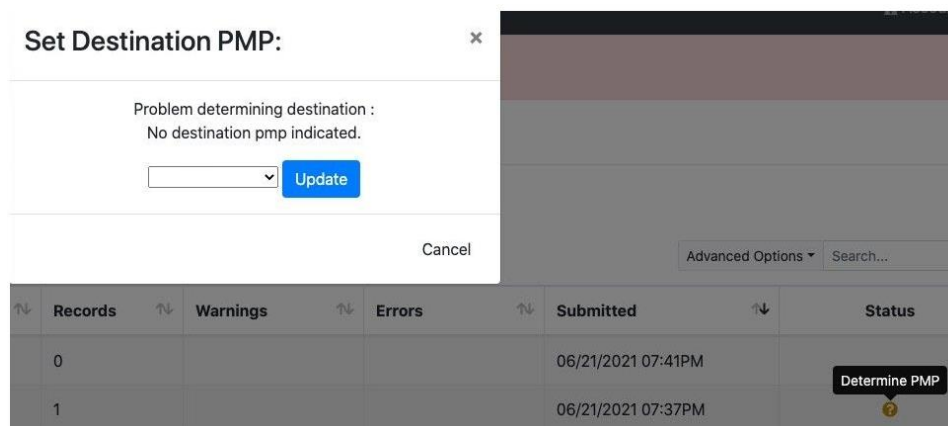 Set Destination PMP: ×
Problem determining destination :
No destination pmp indicated.
Update
Cancel
Advanced Options Search...
Records Warnings Errors Submitted Status
0 06/21/2021 07:41PM
Determine PMP
1 06/21/2021 07:37PM ?